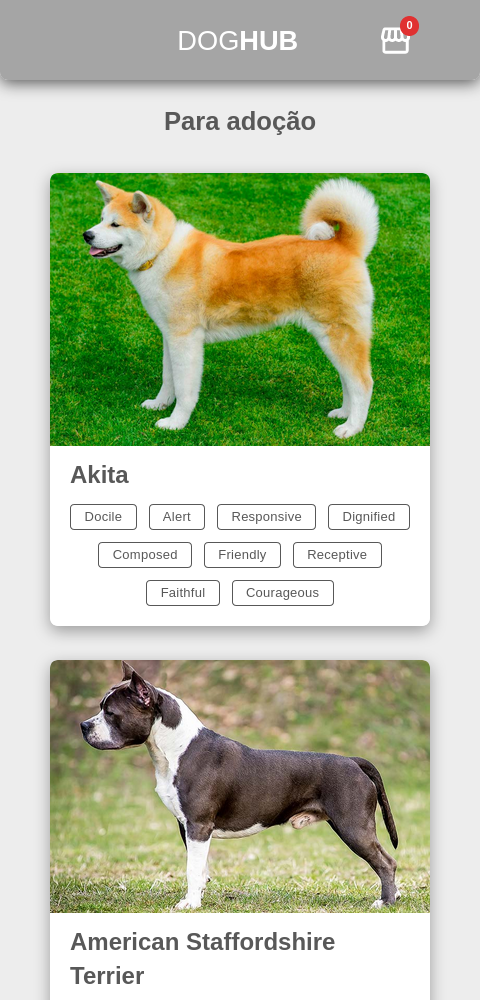 DOGHUB
0
Para adoção
Akita
Docile Alert Responsive Dignified
Composed Friendly Receptive
Faithful Courageous
American Staffordshire
Terrier